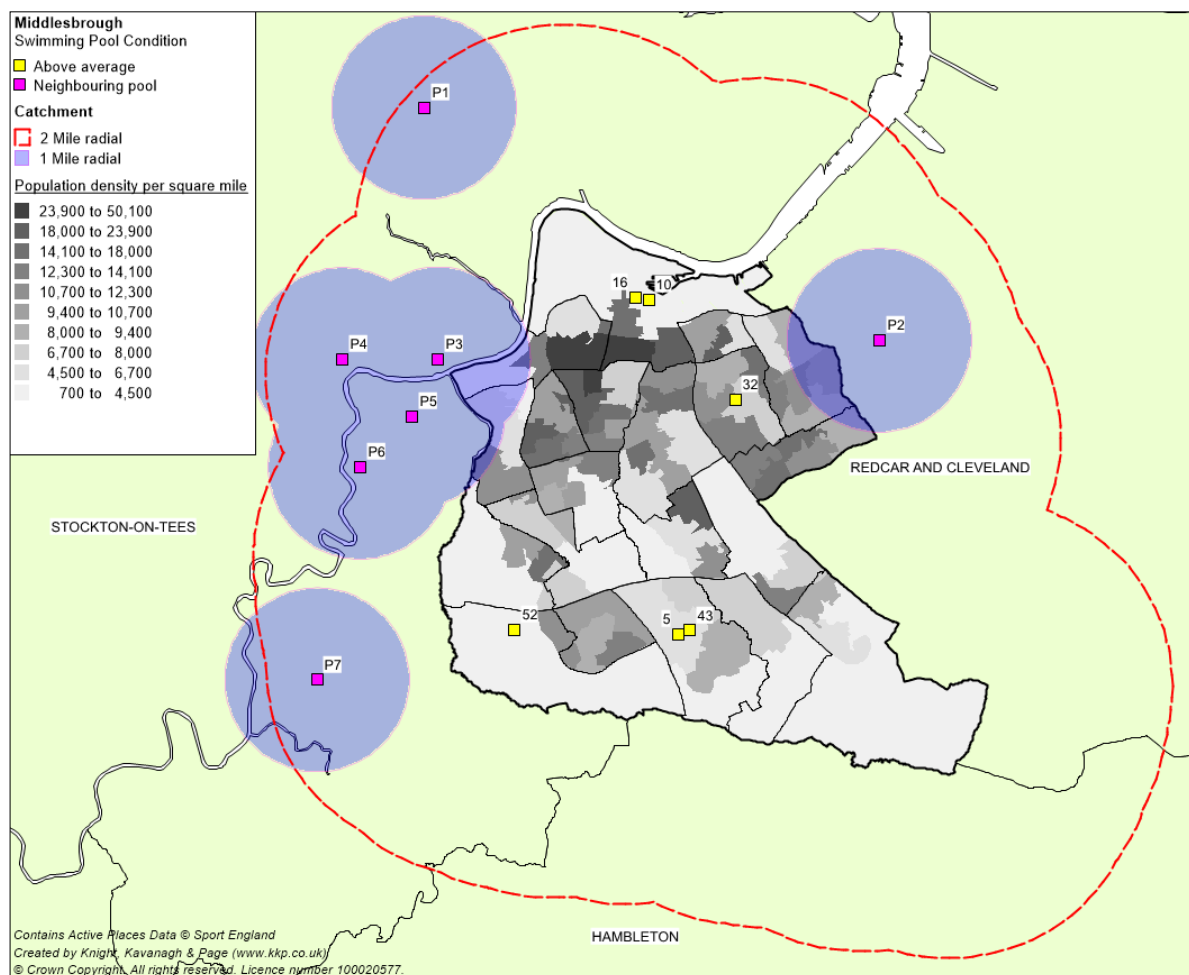 Middlesbrough
Swimming Pool Condition
Above average
Neighbouring pool
Catchment
2 Mile radial
1 Mile radial
Population density per square mile
23,900 to 50,100
18,000 to 23,900
14,100 to 18,000
12,300 to 14,100
10,700 to 12,300
9,400 to 10,700
8,000 to 9,400
6,700 to 8,000
4,500 to 6,700
700 to 4,500
P1
16
10
P2
P4
P3
32
P5
P6
REDCAR AND CLEVELAND
STOCKTON-ON-TEES
52
5
43
P7
HAMBLETON
Contains Active Places Data © Sport England
Created by Knight, Kavanagh & Page (www.kkp.co.uk)
© Crown Copyright. All rights reserved. Licence number 100020577.